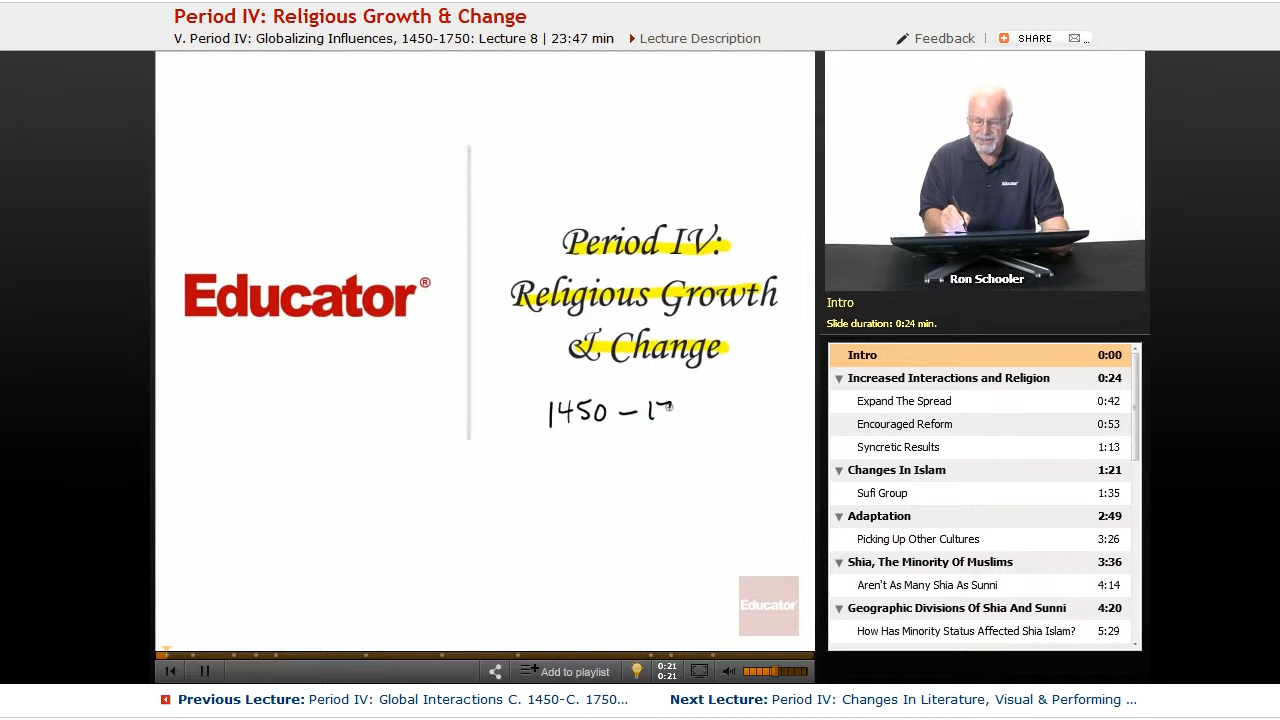 Period IV: Religious Growth & Change
V. Period IV: Globalizing Influences, 1450-1750: Lecture 8 | 23:47 min
Lecture Description
Feedback
SHARE
...
Educator®
Period IV:
Religious Growth
& Change
1450 – 17
Educator
Educator
Ron Schooler
Intro
Slide duration: 0:24 min.
Intro 0:00
Increased Interactions and Religion 0:24
Expand The Spread 0:42
Encouraged Reform 0:53
Syncretic Results 1:13
Changes In Islam 1:21
Sufi Group 1:35
Adaptation 2:49
Picking Up Other Cultures 3:26
Shia, The Minority Of Muslims 3:36
Aren't As Many Shia As Sunni 4:14
Geographic Divisions Of Shia And Sunni 4:20
How Has Minority Status Affected Shia Islam? 5:29
Add to playlist
0:21
0:21
Previous Lecture: Period IV: Global Interactions C. 1450-C. 1750...
Next Lecture: Period IV: Changes In Literature, Visual & Performing ...